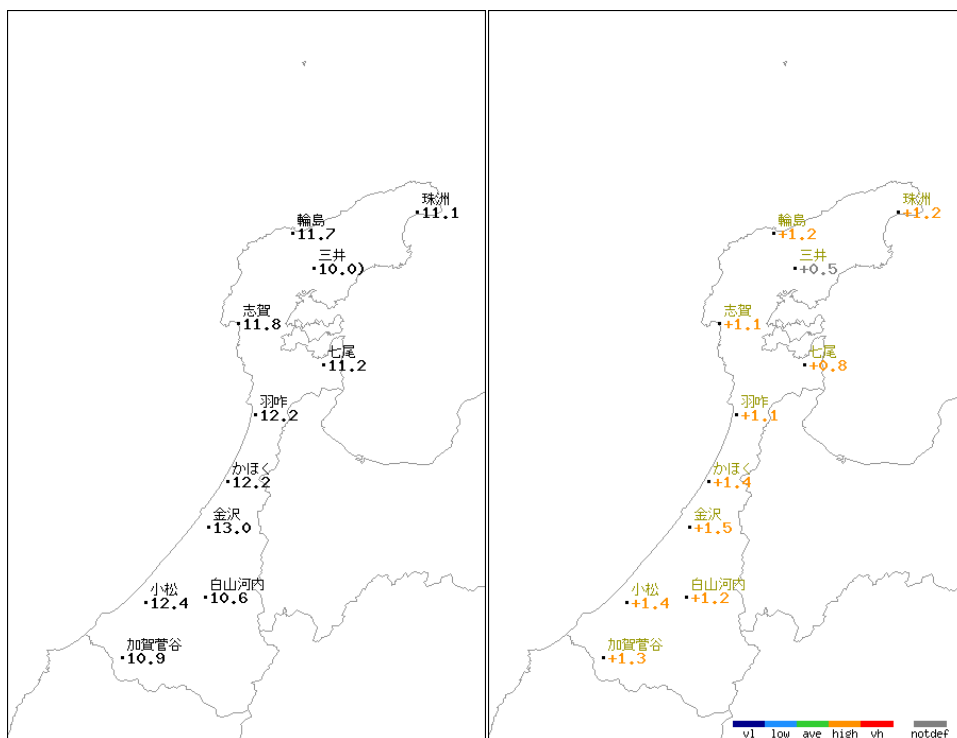 珠洲
11.1
輪島
11.7
三井
10.0)
志賀
11.8
七尾
11.2
羽咋
12.2
かほく
12.2
金沢
13.0
白山河内
10.6
小松
12.4
加賀菅谷
10.9
珠洲
+1.2
輪島
+1.2
三井
+0.5
志賀
+1.1
七尾
+0.8
羽咋
+1.1
かほく
+1.4
金沢
+1.5
白山河内
+1.2
小松
+1.4
加賀菅谷
+1.3
vl low ave high vh notdef